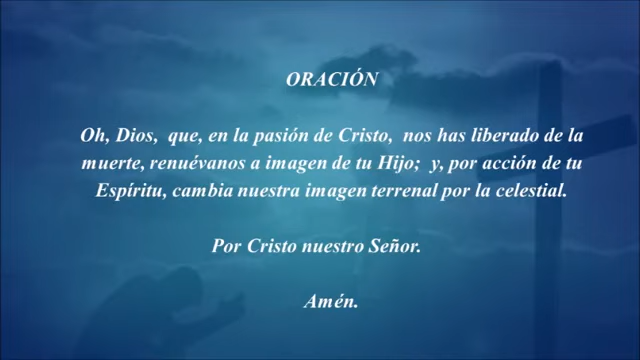 ORACIÓN
Oh, Dios, que, en la pasión de Cristo, nos has liberado de la
muerte, renuévanos a imagen de tu Hijo; y, por acción de tu
Espíritu, cambia nuestra imagen terrenal por la celestial.
Por Cristo nuestro Señor.
Amén.